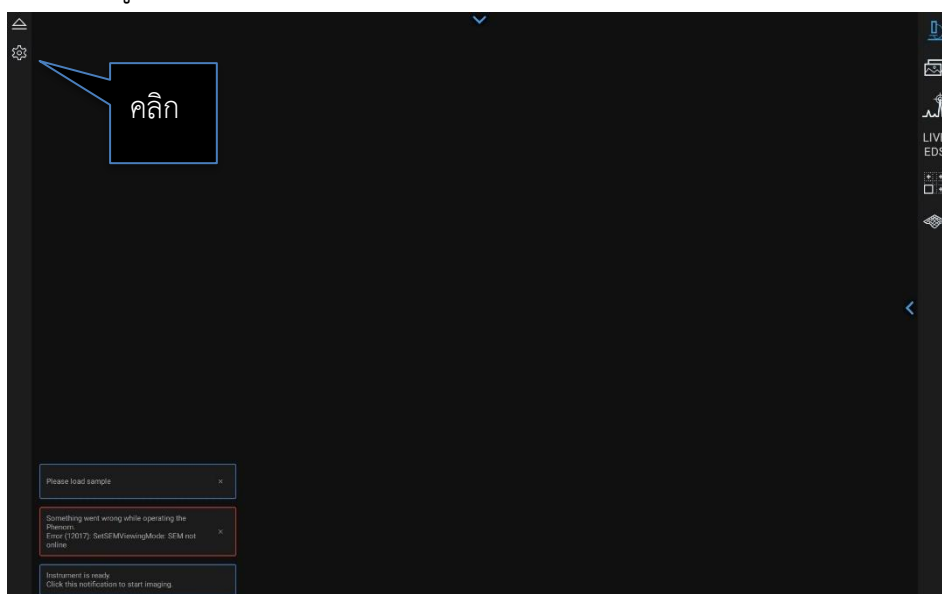 คลิก
LIVE
EDS
Please load sample
Something went wrong while operating the
Phenom.
Error (12017): SetSEMViewingMode: SEM not
online
Instrument is ready.
Click this notification to start imaging.